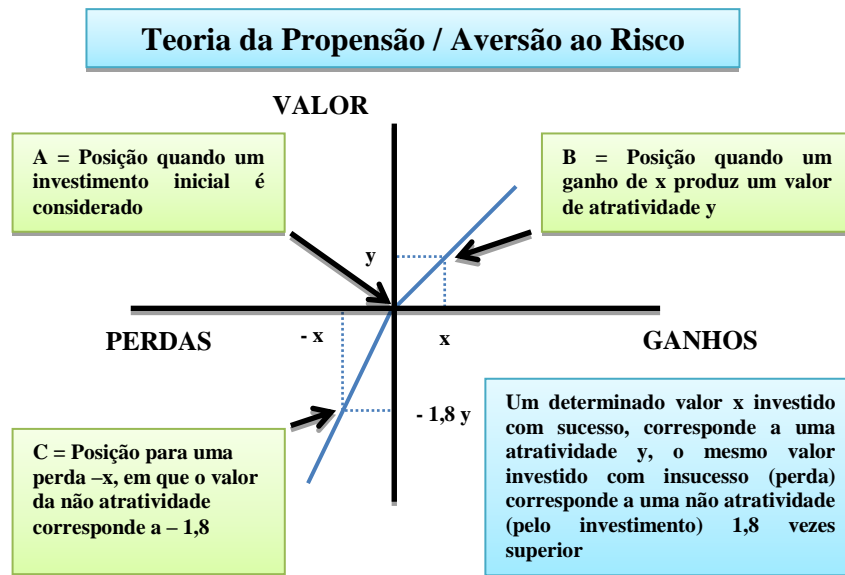 Teoria da Propensão / Aversão ao Risco
VALOR
A = Posição quando um
investimento inicial é
considerado
B = Posição quando um
ganho de x produz um valor
de atratividade y
y
PERDAS
- x
x
GANHOS
- 1,8 y
C = Posição para uma
perda –x, em que o valor
da não atratividade
corresponde a – 1,8
Um determinado valor x investido
com sucesso, corresponde a uma
atratividade y, o mesmo valor
investido com insucesso (perda)
corresponde a uma não atratividade
(pelo investimento) 1,8 vezes
superior